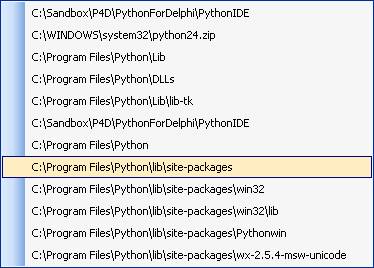 C:\Sandbox\P4D\PythonForDelphi\PythonIDE
C:\WINDOWS\system32\python24.zip
C:\Program Files\Python\Lib
C:\Program Files\Python\DLLs
C:\Program Files\Python\Lib\lib-tk
C:\Sandbox\P4D\PythonForDelphi\PythonIDE
C:\Program Files\Python
C:\Program Files\Python\lib\site-packages
C:\Program Files\Python\lib\site-packages\win32
C:\Program Files\Python\lib\site-packages\win32\lib
C:\Program Files\Python\lib\site-packages\Pythonwin
C:\Program Files\Python\lib\site-packages\wx-2.5.4-msw-unicode